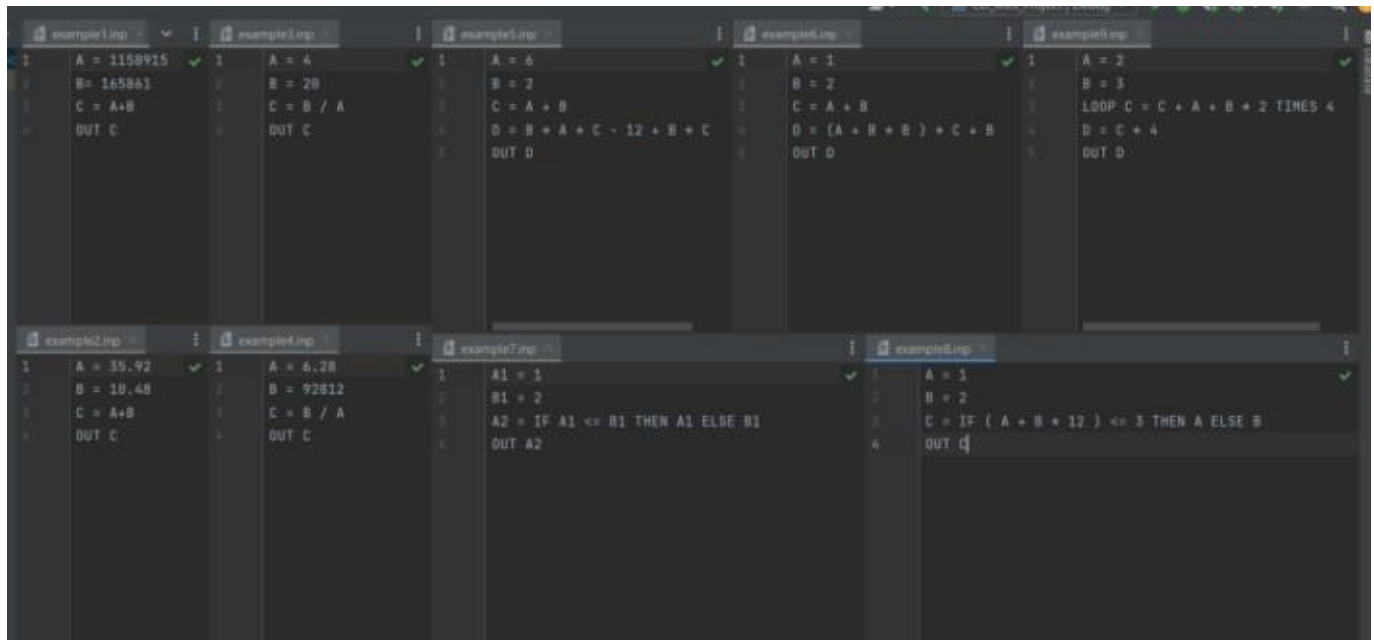 example1.inp
A = 1158915
B= 165861
C = A+B
OUT C
example3.inp
A = 4
B = 20
C = B / A
OUT C
example5.inp
A = 6
B = 2
C = A + B
D = B * A * C - 12 + B * C
OUT D
example6.inp
A = 1
B = 2
C = A + B
D = (A + B * B ) * C + B
OUT D
example9.inp
A = 2
B = 3
LOOP C = C + A + B * 2 TIMES 4
D = C * 4
OUT D
example2.inp
A = 35.92
B = 18.48
C = A+B
OUT C
example4.inp
A = 6.28
B = 92812
C = B / A
OUT C
example7.inp
A1 = 1
B1 = 2
A2 = IF A1 <= B1 THEN A1 ELSE B1
OUT A2
example8.inp
A = 1
B = 2
C = IF ( A + B * 12 ) <= 3 THEN A ELSE B
OUT C